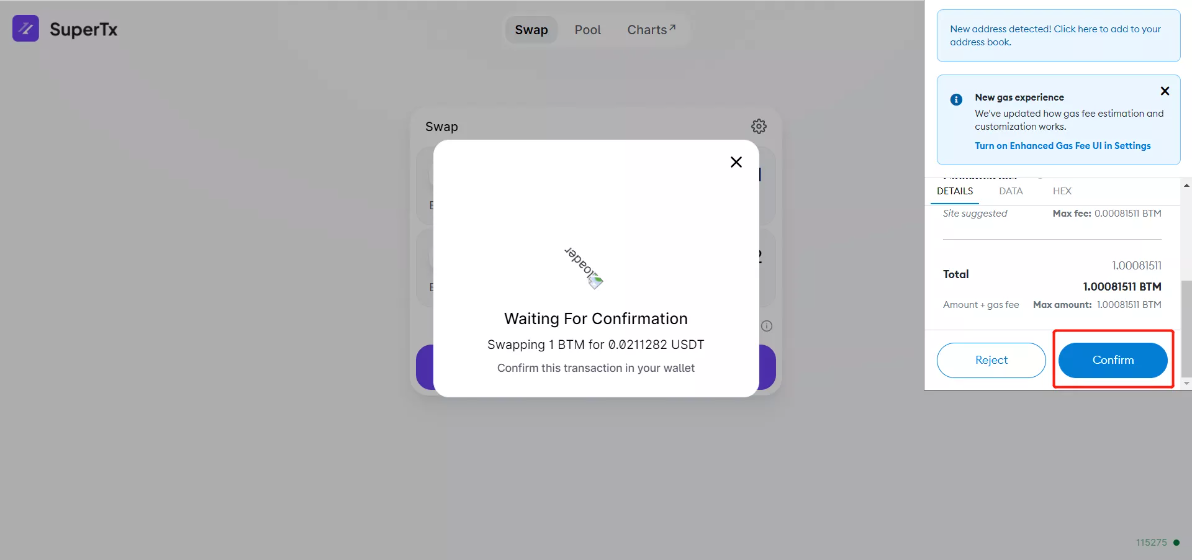 SuperTx
Swap Pool Charts↗
Swap
loader
Waiting For Confirmation
Swapping 1 BTM for 0.0211282 USDT
Confirm this transaction in your wallet
New address detected! Click here to add to your
address book.
New gas experience
We've updated how gas fee estimation and
customization works.
Turn on Enhanced Gas Fee UI in Settings
DETAILS DATA HEX
Site suggested Max fee: 0.00081511 BTM
1.00081511
Total
1.00081511 BTM
Amount + gas fee Max amount: 1.00081511 BTM
Reject Confirm
115275